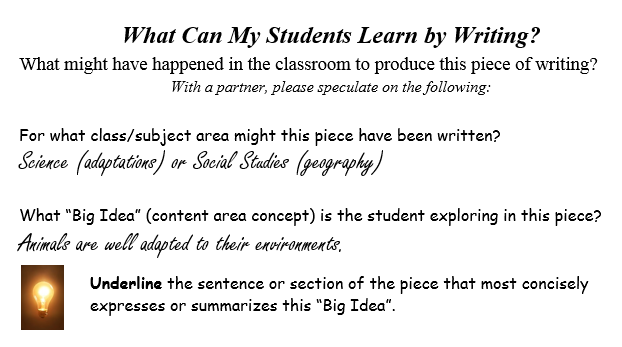 What Can My Students Learn by Writing?
What might have happened in the classroom to produce this piece of writing?
With a partner, please speculate on the following:
For what class/subject area might this piece have been written?
Science (adaptations) or Social Studies (geography)
What “Big Idea” (content area concept) is the student exploring in this piece?
Animals are well adapted to their environments.
Underline the sentence or section of the piece that most concisely
expresses or summarizes this “Big Idea”.